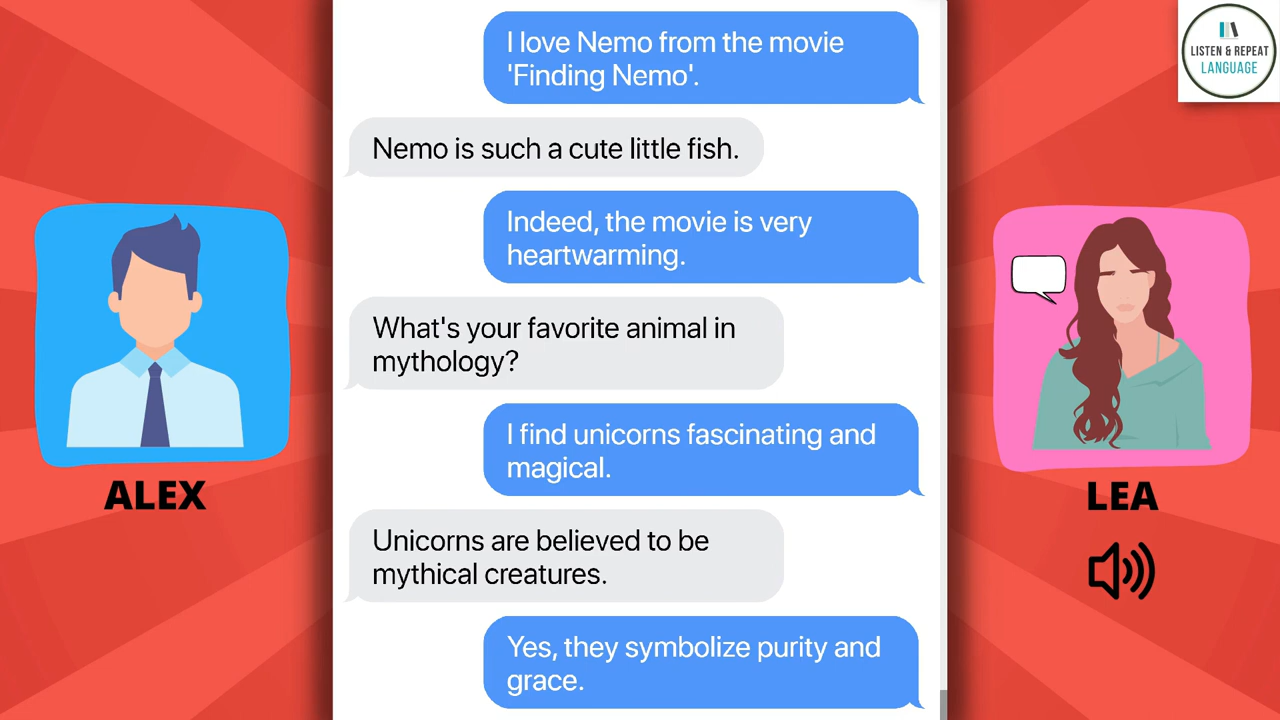 I love Nemo from the movie
'Finding Nemo'.
Nemo is such a cute little fish.
Indeed, the movie is very
heartwarming.
What's your favorite animal in
mythology?
I find unicorns fascinating and
magical.
Unicorns are believed to be
mythical creatures.
Yes, they symbolize purity and
grace.
ALEX
LEA
LISTEN & REPEAT
LANGUAGE